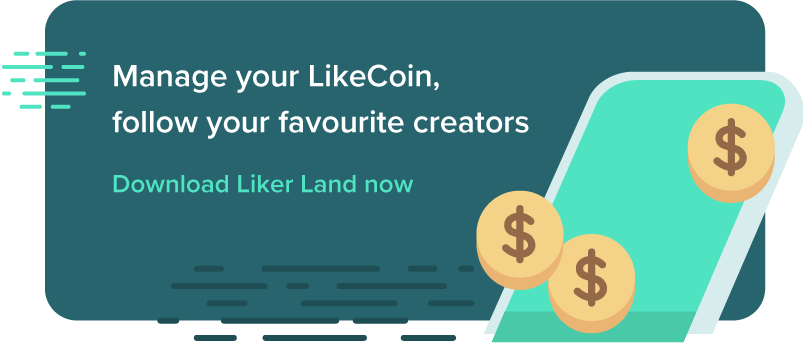 Manage your LikeCoin,
follow your favourite creators
Download Liker Land now
$
$
$